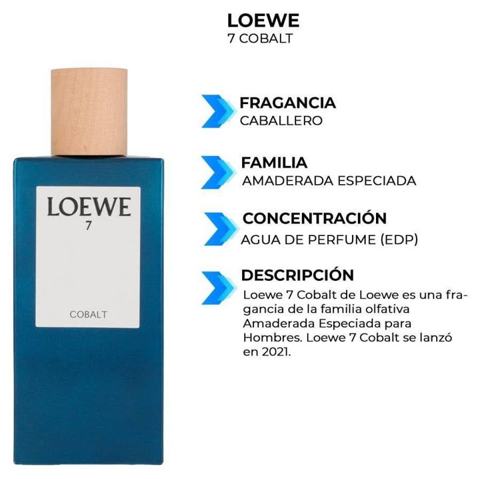 LOEWE
7 COBALT
FRAGANCIA
CABALLERO
FAMILIA
AMADERADA ESPECIADA
CONCENTRACIÓN
AGUA DE PERFUME (EDP)
DESCRIPCIÓN
Loewe 7 Cobalt de Loewe es una fra-
gancia de la familia olfativa
Amaderada Especiada para
Hombres. Loewe 7 Cobalt se lanzó
en 2021.
LOEWE
7
COBALT